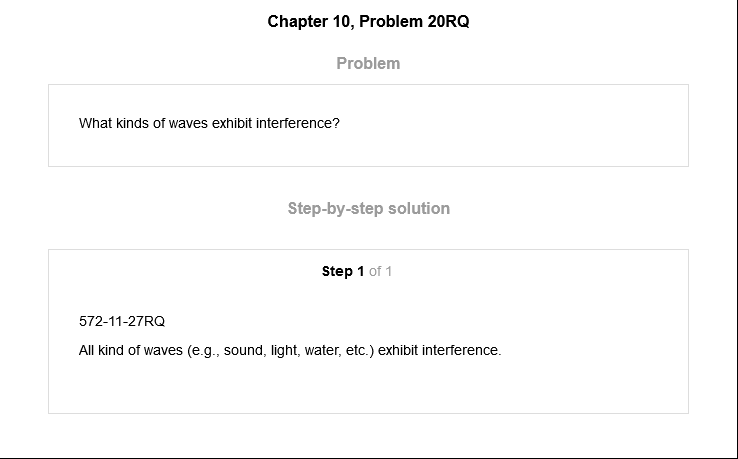 Chapter 10, Problem 20RQ
Problem
What kinds of waves exhibit interference?
Step-by-step solution
Step 1 of 1
572-11-27RQ
All kind of waves (e.g., sound, light, water, etc.) exhibit interference.